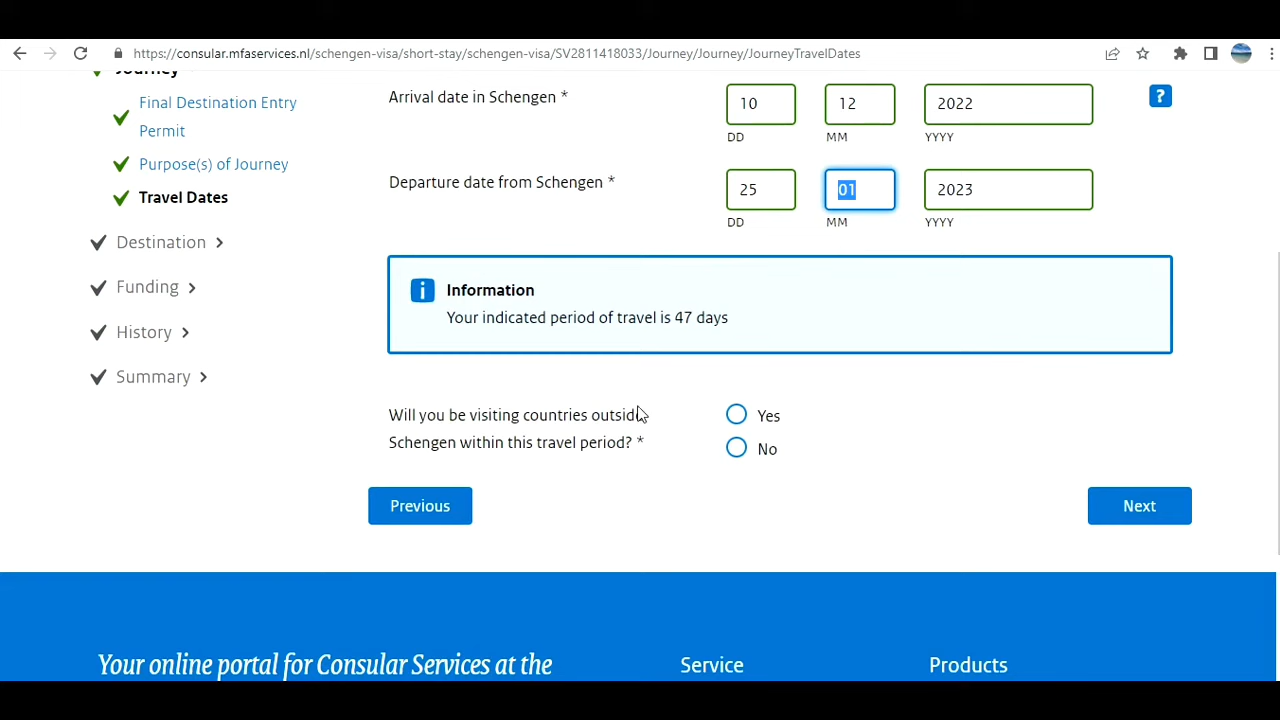 https://consular.mfaservices.nl/schengen-visa/short-stay/schengen-visa/SV2811418033/Journey/Journey/JourneyTravelDates
Journey
Final Destination Entry
Permit
Purpose(s) of Journey
Travel Dates
Destination
Funding
History
Summary
Arrival date in Schengen *
10 12 2022
DD MM YYYY
?
Departure date from Schengen *
25 01 2023
DD MM YYYY
i
Information
Your indicated period of travel is 47 days
Will you be visiting countries outside
Schengen within this travel period? *
Yes
No
Previous
Next
Your online portal for Consular Services at the
Service
Products